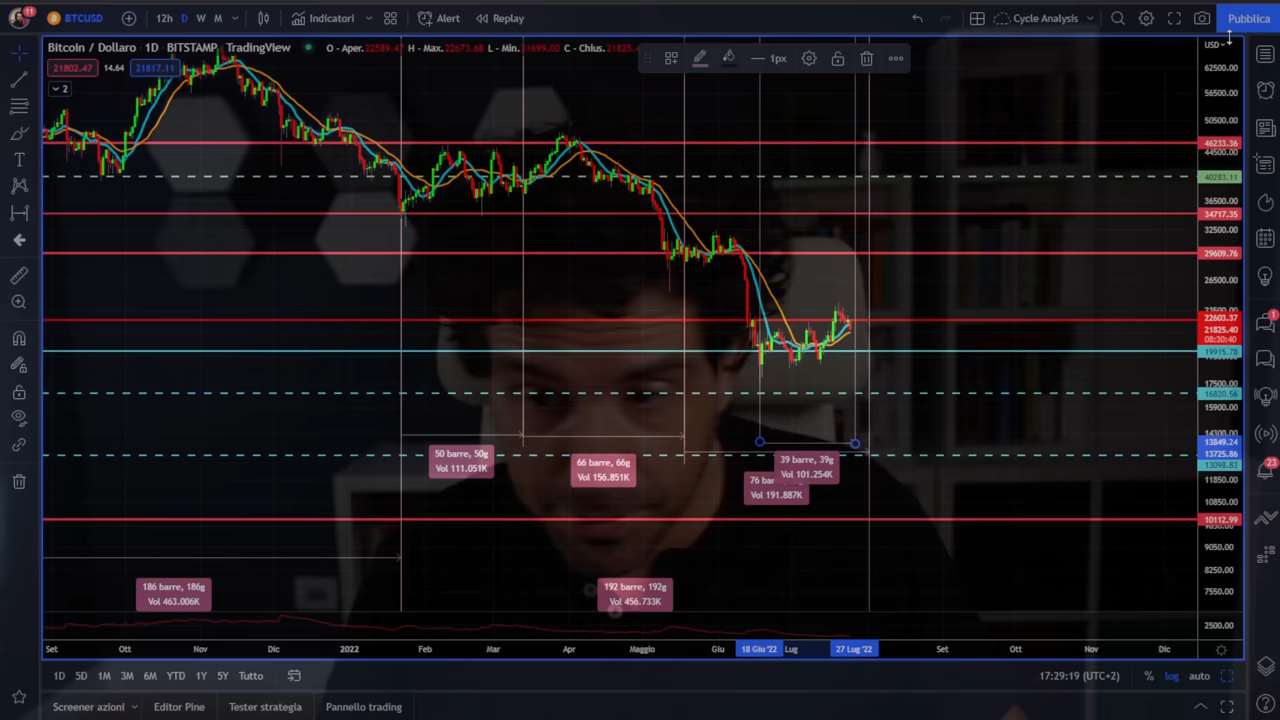 11
BTCUSD
12h D W M
Indicatori
Alert
Replay
Cycle Analysis
Pubblica
Bitcoin / Dollaro · 1D · BITSTAMP · TradingView
O - Aper.22589.47 H - Max.22673.68 L - Min.21699.00 C - Chius.21825.4
USD
21802.47 14.64 21817.11
1px
2
62500.00
56500.00
50500.00
46233.36
44500.00
40283.11
36500.00
34717.35
32500.00
29609.76
26500.00
22603.37
21825.40
08:30:40
19915.78
17500.00
16820.56
15900.00
14300.00
13849.24
13725.86
13098.83
11850.00
10850.00
10112.99
9050.00
8250.00
7550.00
2500.00
50 barre, 50g
Vol 111.051K
66 barre, 66g
Vol 156.851K
39 barre, 39g
Vol 101.254K
76 bar
Vol 191.887K
186 barre, 186g
Vol 463.006K
192 barre, 192g
Vol 456.733K
Set Ott Nov Dic 2022 Feb Mar Apr Maggio Giu 18 Giu '22 Lug 27 Lug '22 Set Ott Nov Dic
1D 5D 1M 3M 6M YTD 1Y 5Y Tutto
17:29:19 (UTC+2)
% log auto
Screener azioni
Editor Pine
Tester strategia
Pannello trading
1
23